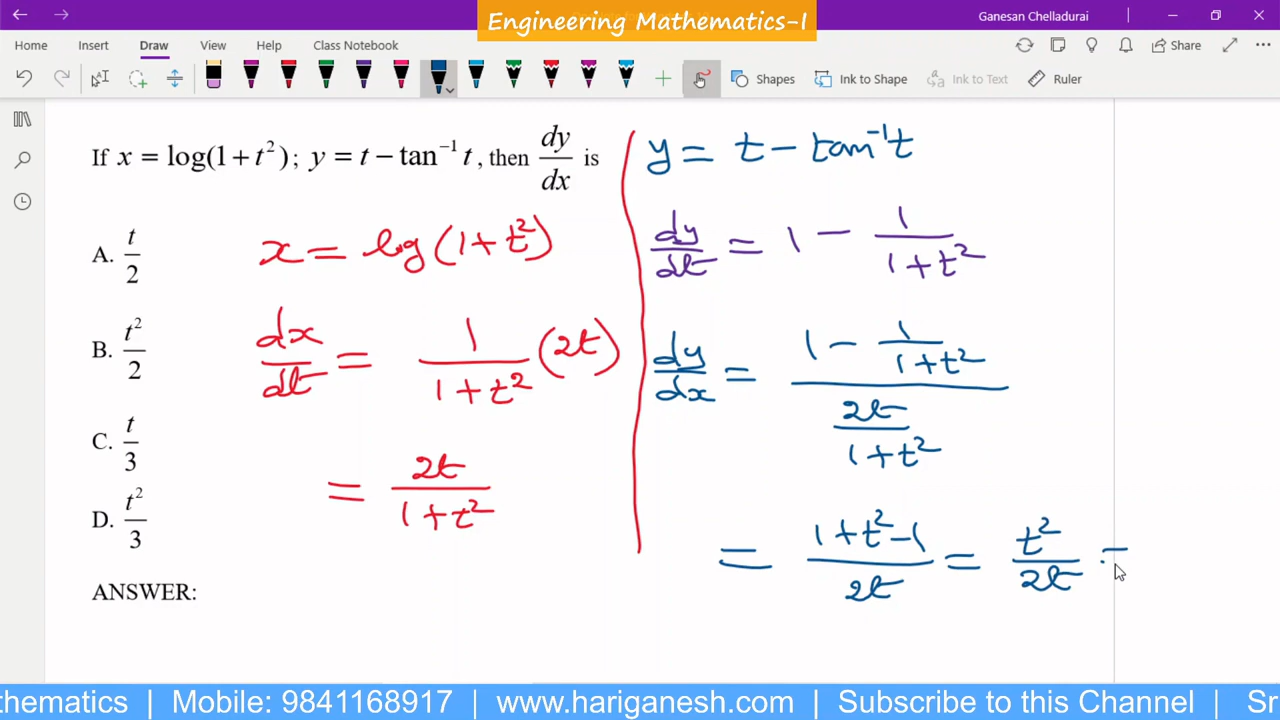 Engineering Mathematics-I
Ganesan Chelladurai
Home Insert Draw View Help Class Notebook Share
Shapes Ink to Shape Ink to Text Ruler
If x = log(1 + t²); y = t − tan⁻¹ t, then dy/dx is
A. t/2
B. t²/2
C. t/3
D. t²/3
ANSWER:
x = log (1 + t²)
dx/dt = 1/(1 + t²) (2t)
= 2t/(1 + t²)
y = t − tan⁻¹t
dy/dt = 1 − 1/(1 + t²)
dy/dx = (1 − 1/(1 + t²))/(2t/(1 + t²))
= (1 + t² − 1)/2t = t²/2t =
thematics | Mobile: 9841168917 | www.hariganesh.com | Subscribe to this Channel | Sr